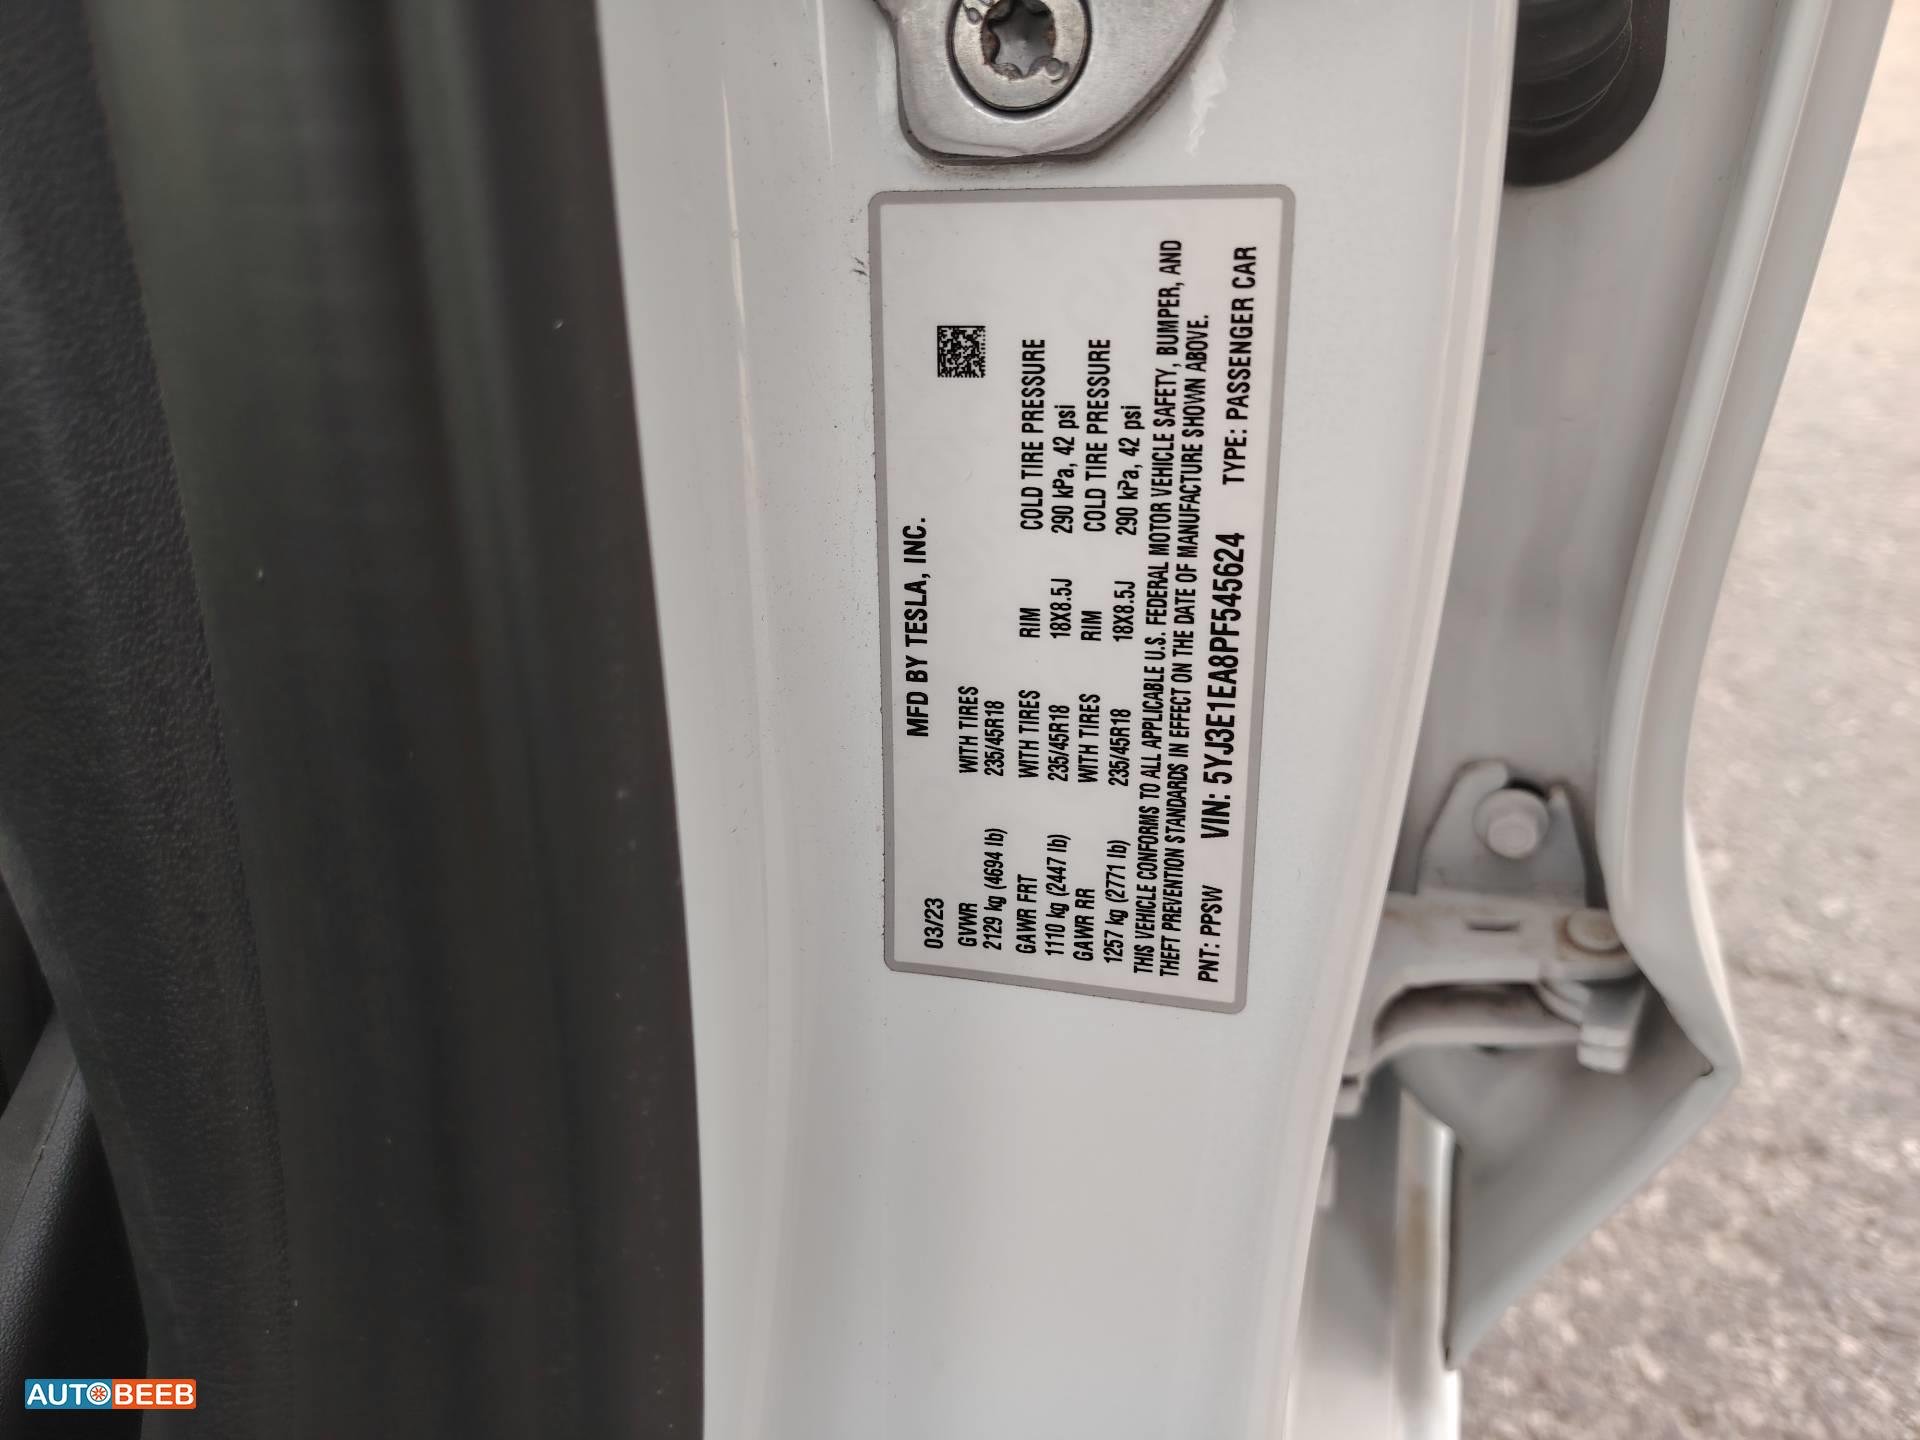 MFD BY TESLA, INC.
03/23
GVWR WITH TIRES
2129 kg (4694 lb) 235/45R18
GAWR FRT WITH TIRES RIM COLD TIRE PRESSURE
1110 kg (2447 lb) 235/45R18 18X8.5J 290 kPa, 42 psi
GAWR RR WITH TIRES RIM COLD TIRE PRESSURE
1257 kg (2771 lb) 235/45R18 18X8.5J 290 kPa, 42 psi
THIS VEHICLE CONFORMS TO ALL APPLICABLE U.S. FEDERAL MOTOR VEHICLE SAFETY, BUMPER, AND
THEFT PREVENTION STANDARDS IN EFFECT ON THE DATE OF MANUFACTURE SHOWN ABOVE.
PNT: PPSW VIN: 5YJ3E1EA8PF545624 TYPE: PASSENGER CAR
AUTOBEEB